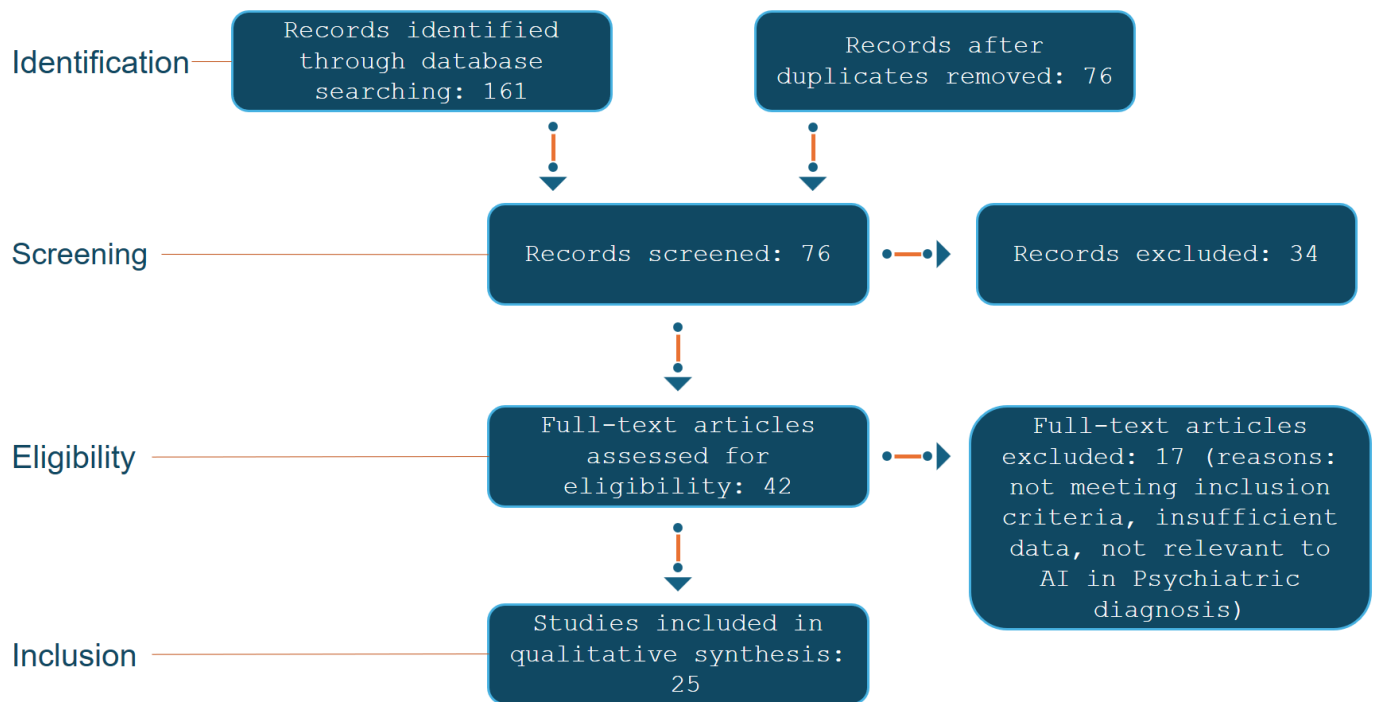 Identification
Records identified
through database
searching: 161
Records after
duplicates removed: 76
Screening
Records screened: 76
Records excluded: 34
Eligibility
Full-text articles
assessed for
eligibility: 42
Full-text articles
excluded: 17 (reasons:
not meeting inclusion
criteria, insufficient
data, not relevant to
AI in Psychiatric
diagnosis)
Inclusion
Studies included in
qualitative synthesis:
25